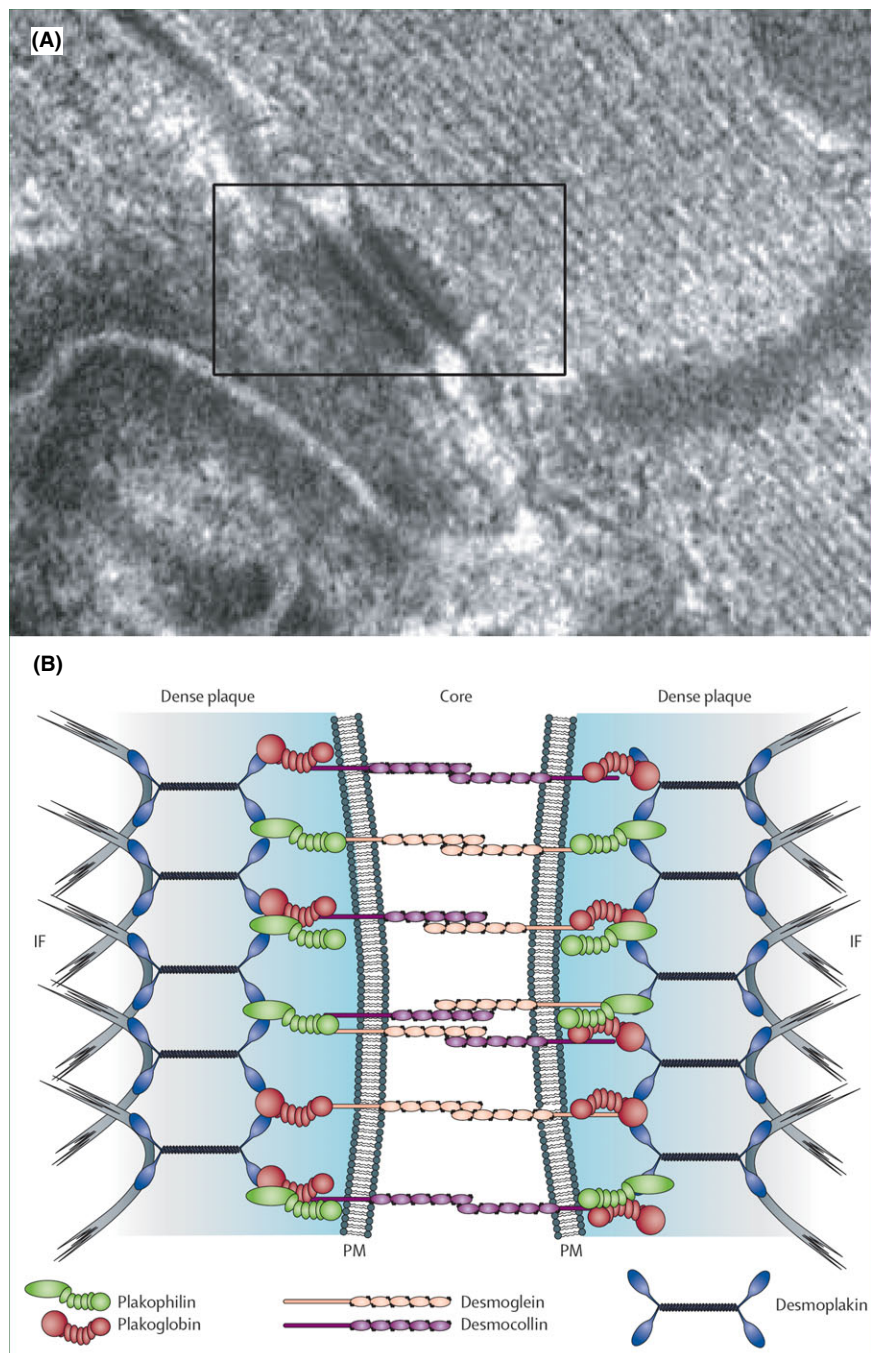 (A)
(B)
Dense plaque Core Dense plaque
IF IF
PM PM
Plakophilin Desmoglein Desmoplakin
Plakoglobin Desmocollin